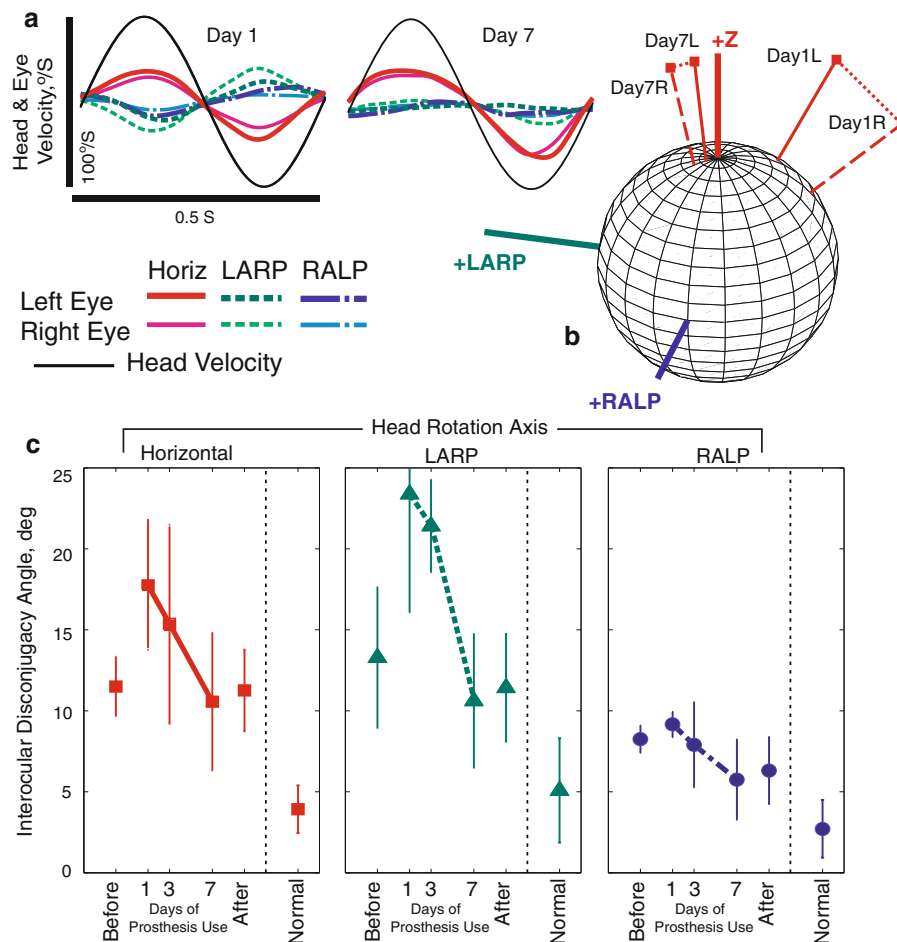 a
Day 1
Day 7
Head & Eye
Velocity,º/S
100º/S
0.5 S
Horiz LARP RALP
Left Eye
Right Eye
Head Velocity
Day7L
+Z
Day1L
Day7R
Day1R
+LARP
b
+RALP
Head Rotation Axis
c
Horizontal
LARP
RALP
Interocular Disconjugacy Angle, deg
25
20
15
10
5
0
Before
1
3
7
After
Normal
Days of
Prosthesis Use
Before
1
3
7
After
Normal
Days of
Prosthesis Use
Before
1
3
7
After
Normal
Days of
Prosthesis Use